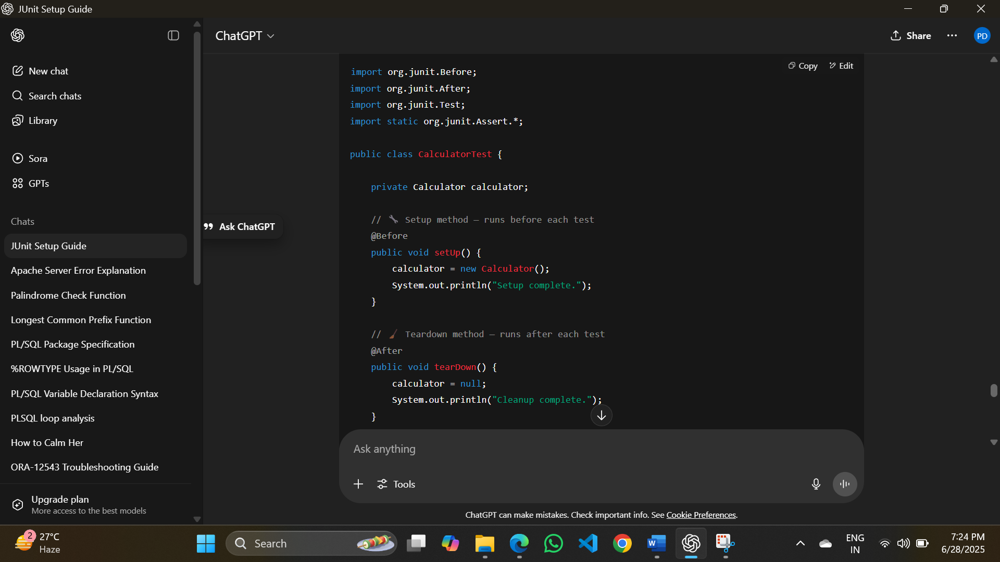 JUnit Setup Guide
ChatGPT
Share
PD
New chat
Search chats
Library
Sora
GPTs
Chats
JUnit Setup Guide
Apache Server Error Explanation
Palindrome Check Function
Longest Common Prefix Function
PL/SQL Package Specification
%ROWTYPE Usage in PL/SQL
PL/SQL Variable Declaration Syntax
PLSQL loop analysis
How to Calm Her
ORA-12543 Troubleshooting Guide
Upgrade plan
More access to the best models
Ask ChatGPT
Copy
Edit
import org.junit.Before;
import org.junit.After;
import org.junit.Test;
import static org.junit.Assert.*;
public class CalculatorTest {
private Calculator calculator;
// 🔧 Setup method — runs before each test
@Before
public void setUp() {
calculator = new Calculator();
System.out.println("Setup complete.");
}
// 🧹 Teardown method — runs after each test
@After
public void tearDown() {
calculator = null;
System.out.println("Cleanup complete.");
}
Ask anything
Tools
ChatGPT can make mistakes. Check important info. See Cookie Preferences.
2
27°C
Haze
Search
W
ENG
IN
7:24 PM
6/28/2025